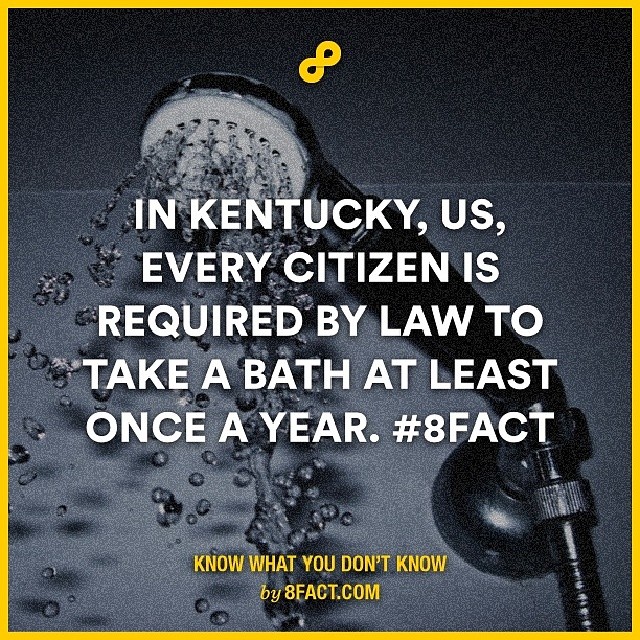 IN KENTUCKY, US,
EVERY CITIZEN IS
REQUIRED BY LAW TO
TAKE A BATH AT LEAST
ONCE A YEAR. #8FACT
KNOW WHAT YOU DON'T KNOW
by 8FACT.COM